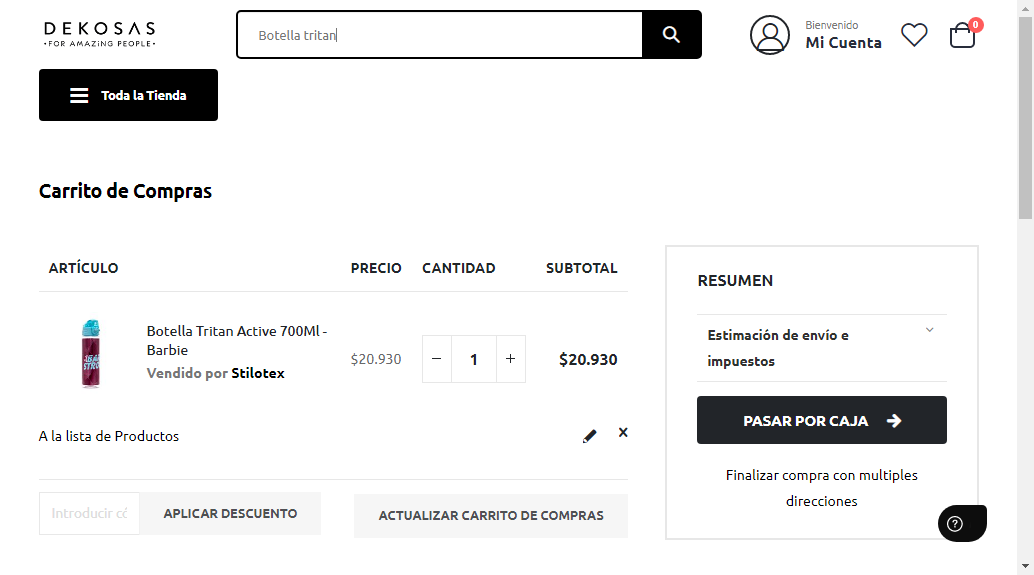 DEKOSAS
•FOR AMAZING PEOPLE•
Botella tritan
Bienvenido
Mi Cuenta
0
Toda la Tienda
Carrito de Compras
ARTÍCULO PRECIO CANTIDAD SUBTOTAL
Botella Tritan Active 700Ml -
Barbie
Vendido por Stilotex
$20.930
− 1 +
$20.930
A la lista de Productos
Introducir có
APLICAR DESCUENTO
ACTUALIZAR CARRITO DE COMPRAS
RESUMEN
Estimación de envío e
impuestos
PASAR POR CAJA
Finalizar compra con multiples
direcciones
?